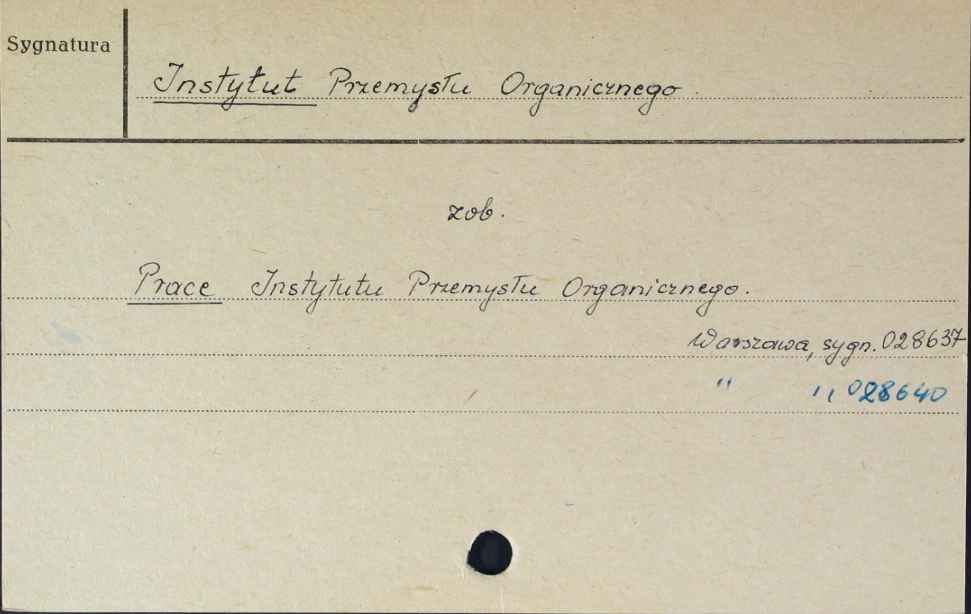 Sygnatura
Instytut Przemysłu Organicznego.
zob.
Prace Instytutu Przemysłu Organicznego.
Warszawa, sygn. 028637
" " 028640